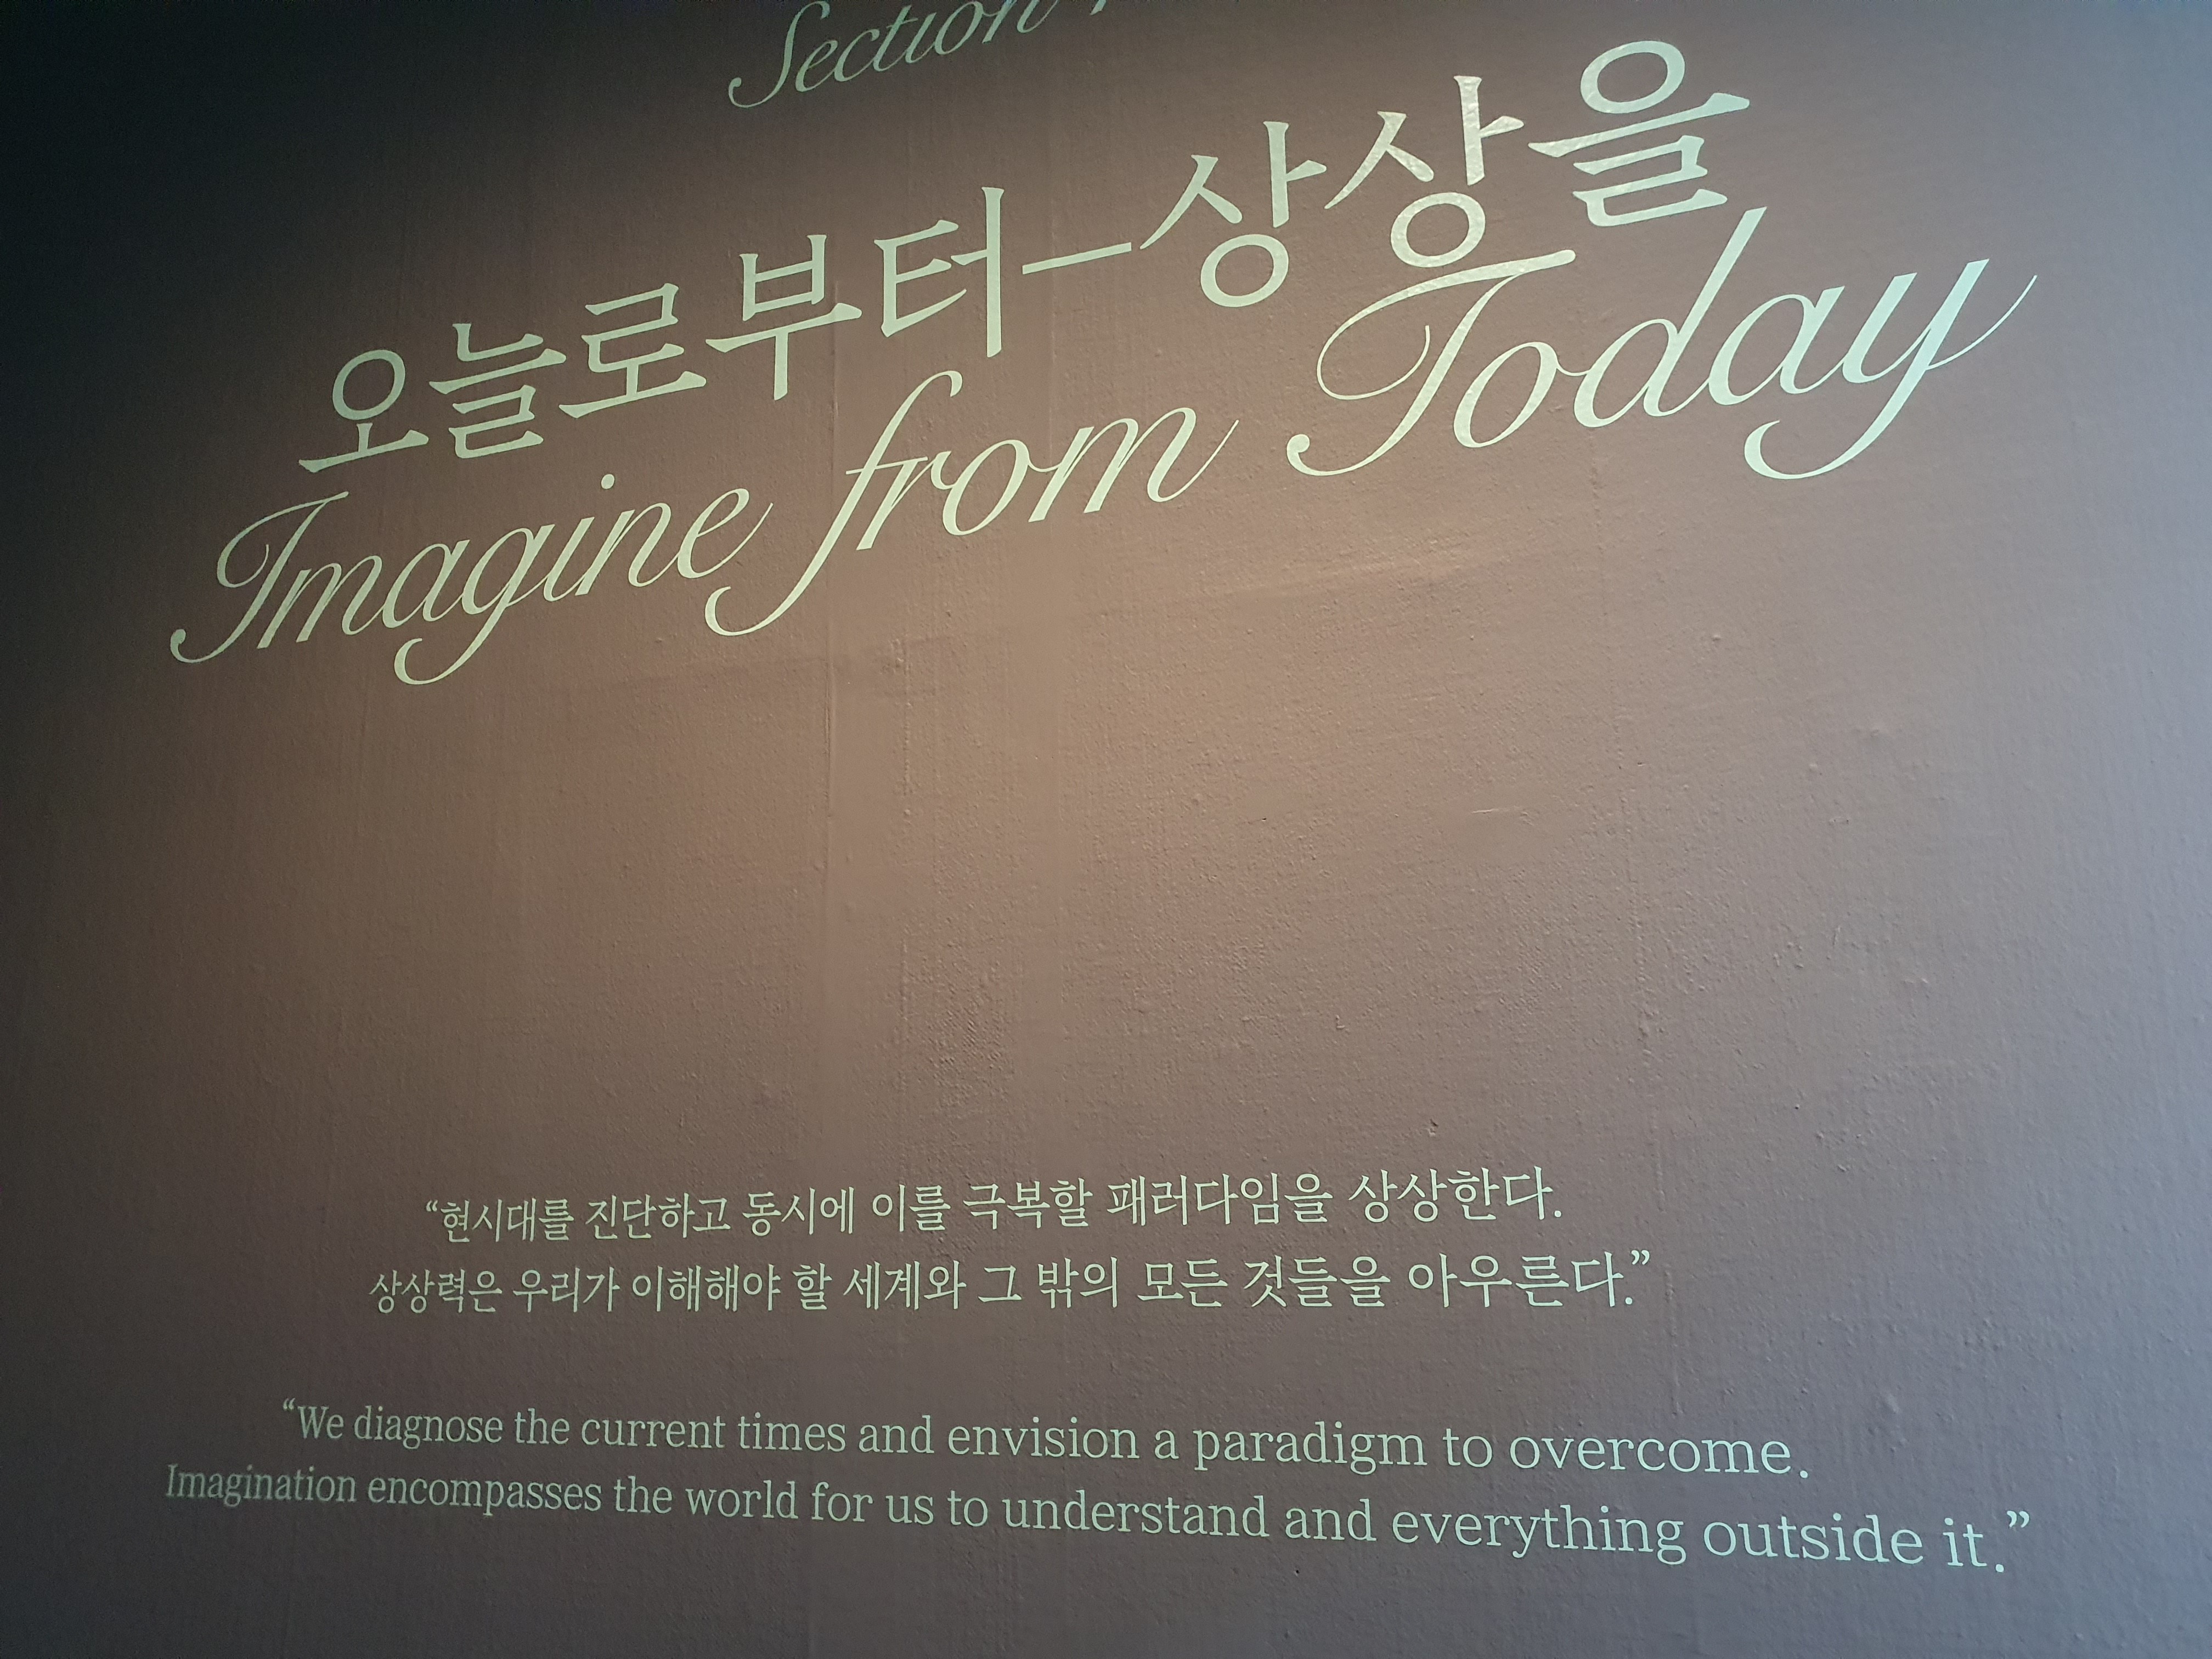 Section
오늘로부터–상상을
Imagine from Today
“현시대를 진단하고 동시에 이를 극복할 패러다임을 상상한다.
상상력은 우리가 이해해야 할 세계와 그 밖의 모든 것들을 아우른다.”
“We diagnose the current times and envision a paradigm to overcome.
Imagination encompasses the world for us to understand and everything outside it.”